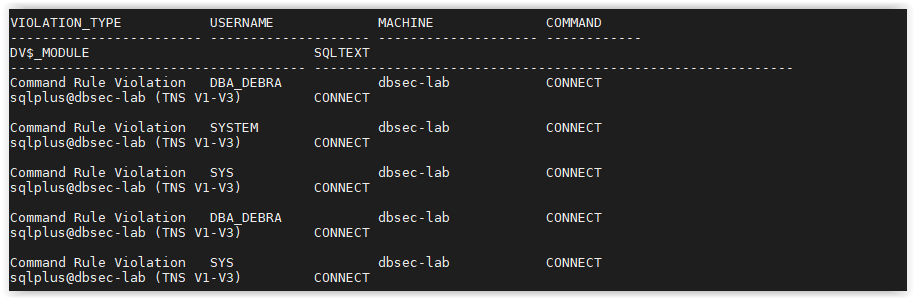 VIOLATION_TYPE           USERNAME             MACHINE              COMMAND
------------------------ -------------------- -------------------- ------------
DV$_MODULE                            SQLTEXT
------------------------------------- ------------------------------------------------------------
Command Rule Violation   DBA_DEBRA            dbsec-lab            CONNECT
sqlplus@dbsec-lab (TNS V1-V3)         CONNECT

Command Rule Violation   SYSTEM               dbsec-lab            CONNECT
sqlplus@dbsec-lab (TNS V1-V3)         CONNECT

Command Rule Violation   SYS                  dbsec-lab            CONNECT
sqlplus@dbsec-lab (TNS V1-V3)         CONNECT

Command Rule Violation   DBA_DEBRA            dbsec-lab            CONNECT
sqlplus@dbsec-lab (TNS V1-V3)         CONNECT

Command Rule Violation   SYS                  dbsec-lab            CONNECT
sqlplus@dbsec-lab (TNS V1-V3)         CONNECT